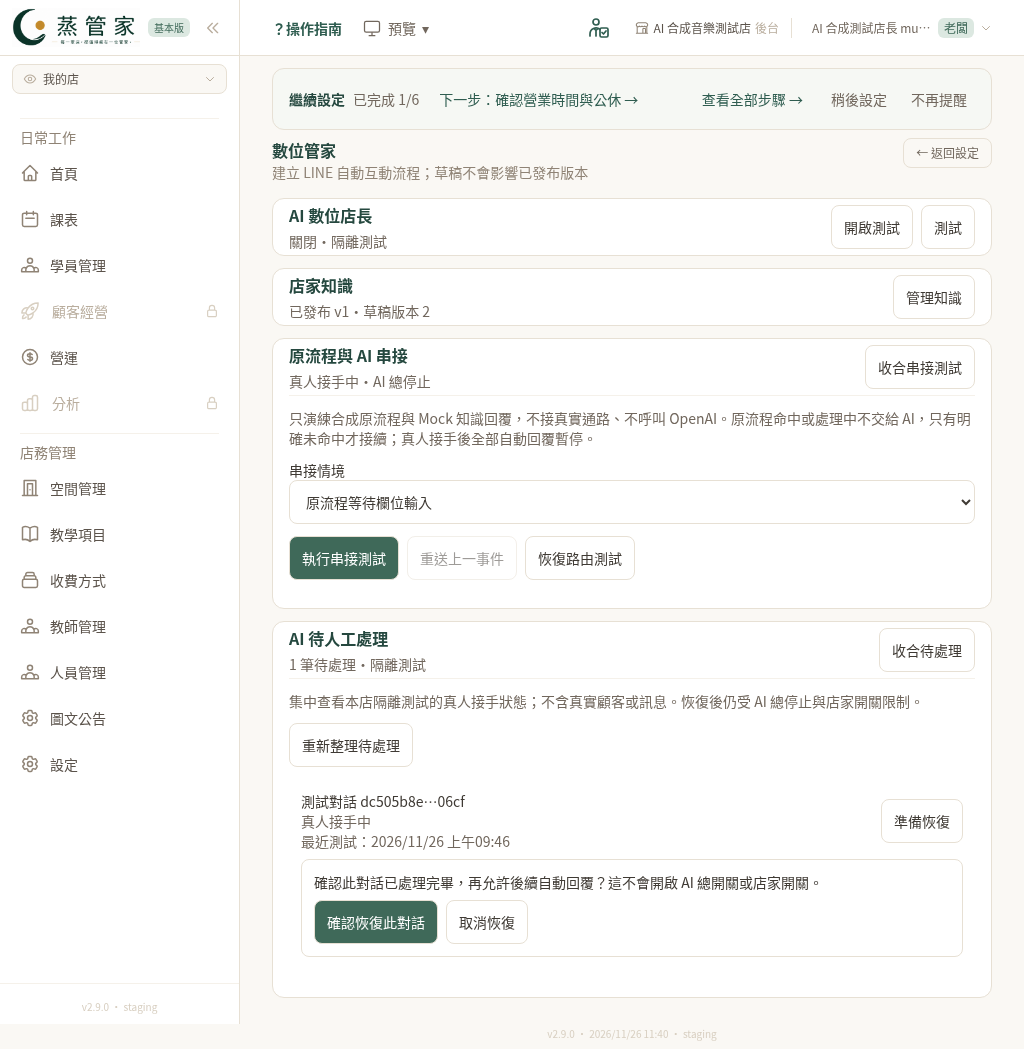 蒸管家
基本版
？操作指南
預覽 ▾
AI 合成音樂測試店 後台
AI 合成測試店長 mu…
老闆
我的店
日常工作
首頁
課表
學員管理
顧客經營
營運
分析
店務管理
空間管理
教學項目
收費方式
教師管理
人員管理
圖文公告
設定
v2.9.0 · staging
繼續設定 已完成 1/6 下一步：確認營業時間與公休 → 查看全部步驟 → 稍後設定 不再提醒
數位管家
建立 LINE 自動互動流程；草稿不會影響已發布版本
← 返回設定
AI 數位店長
關閉・隔離測試
開啟測試
測試
店家知識
已發布 v1・草稿版本 2
管理知識
原流程與 AI 串接
真人接手中・AI 總停止
收合串接測試
只演練合成原流程與 Mock 知識回覆，不接真實通路、不呼叫 OpenAI。原流程命中或處理中不交給 AI，只有明
確未命中才接續；真人接手後全部自動回覆暫停。
串接情境
原流程等待欄位輸入
執行串接測試
重送上一事件
恢復路由測試
AI 待人工處理
1 筆待處理・隔離測試
收合待處理
集中查看本店隔離測試的真人接手狀態；不含真實顧客或訊息。恢復後仍受 AI 總停止與店家開關限制。
重新整理待處理
測試對話 dc505b8e…06cf
真人接手中
最近測試：2026/11/26 上午09:46
準備恢復
確認此對話已處理完畢，再允許後續自動回覆？這不會開啟 AI 總開關或店家開關。
確認恢復此對話
取消恢復
v2.9.0 · 2026/11/26 11:40 · staging